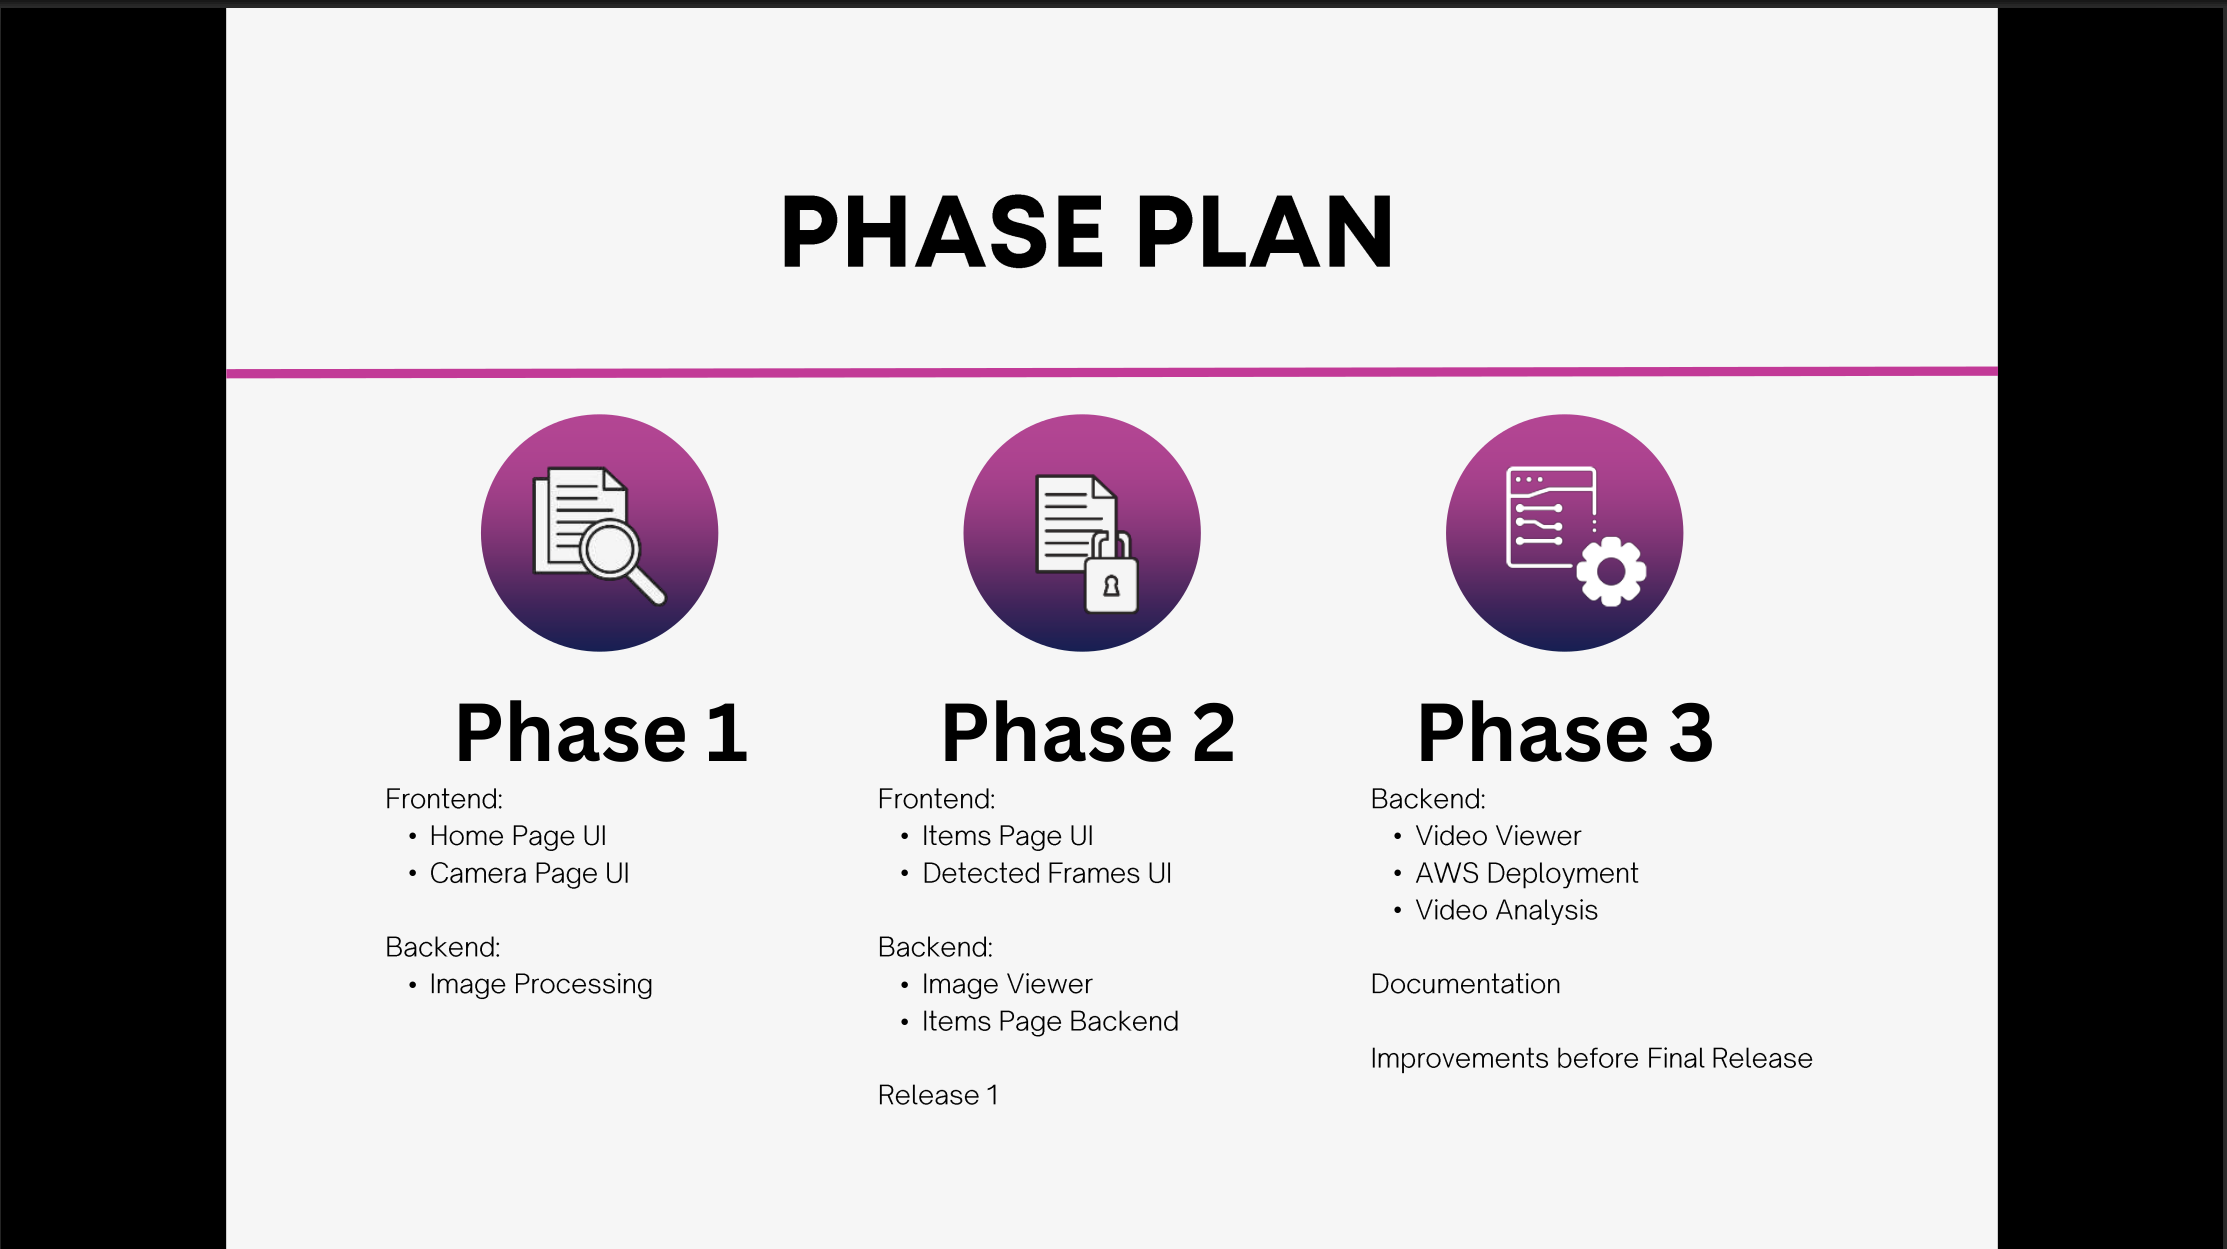 PHASE PLAN
Phase 1
Frontend:
• Home Page UI
• Camera Page UI
Backend:
• Image Processing
Phase 2
Frontend:
• Items Page UI
• Detected Frames UI
Backend:
• Image Viewer
• Items Page Backend
Release 1
Phase 3
Backend:
• Video Viewer
• AWS Deployment
• Video Analysis
Documentation
Improvements before Final Release